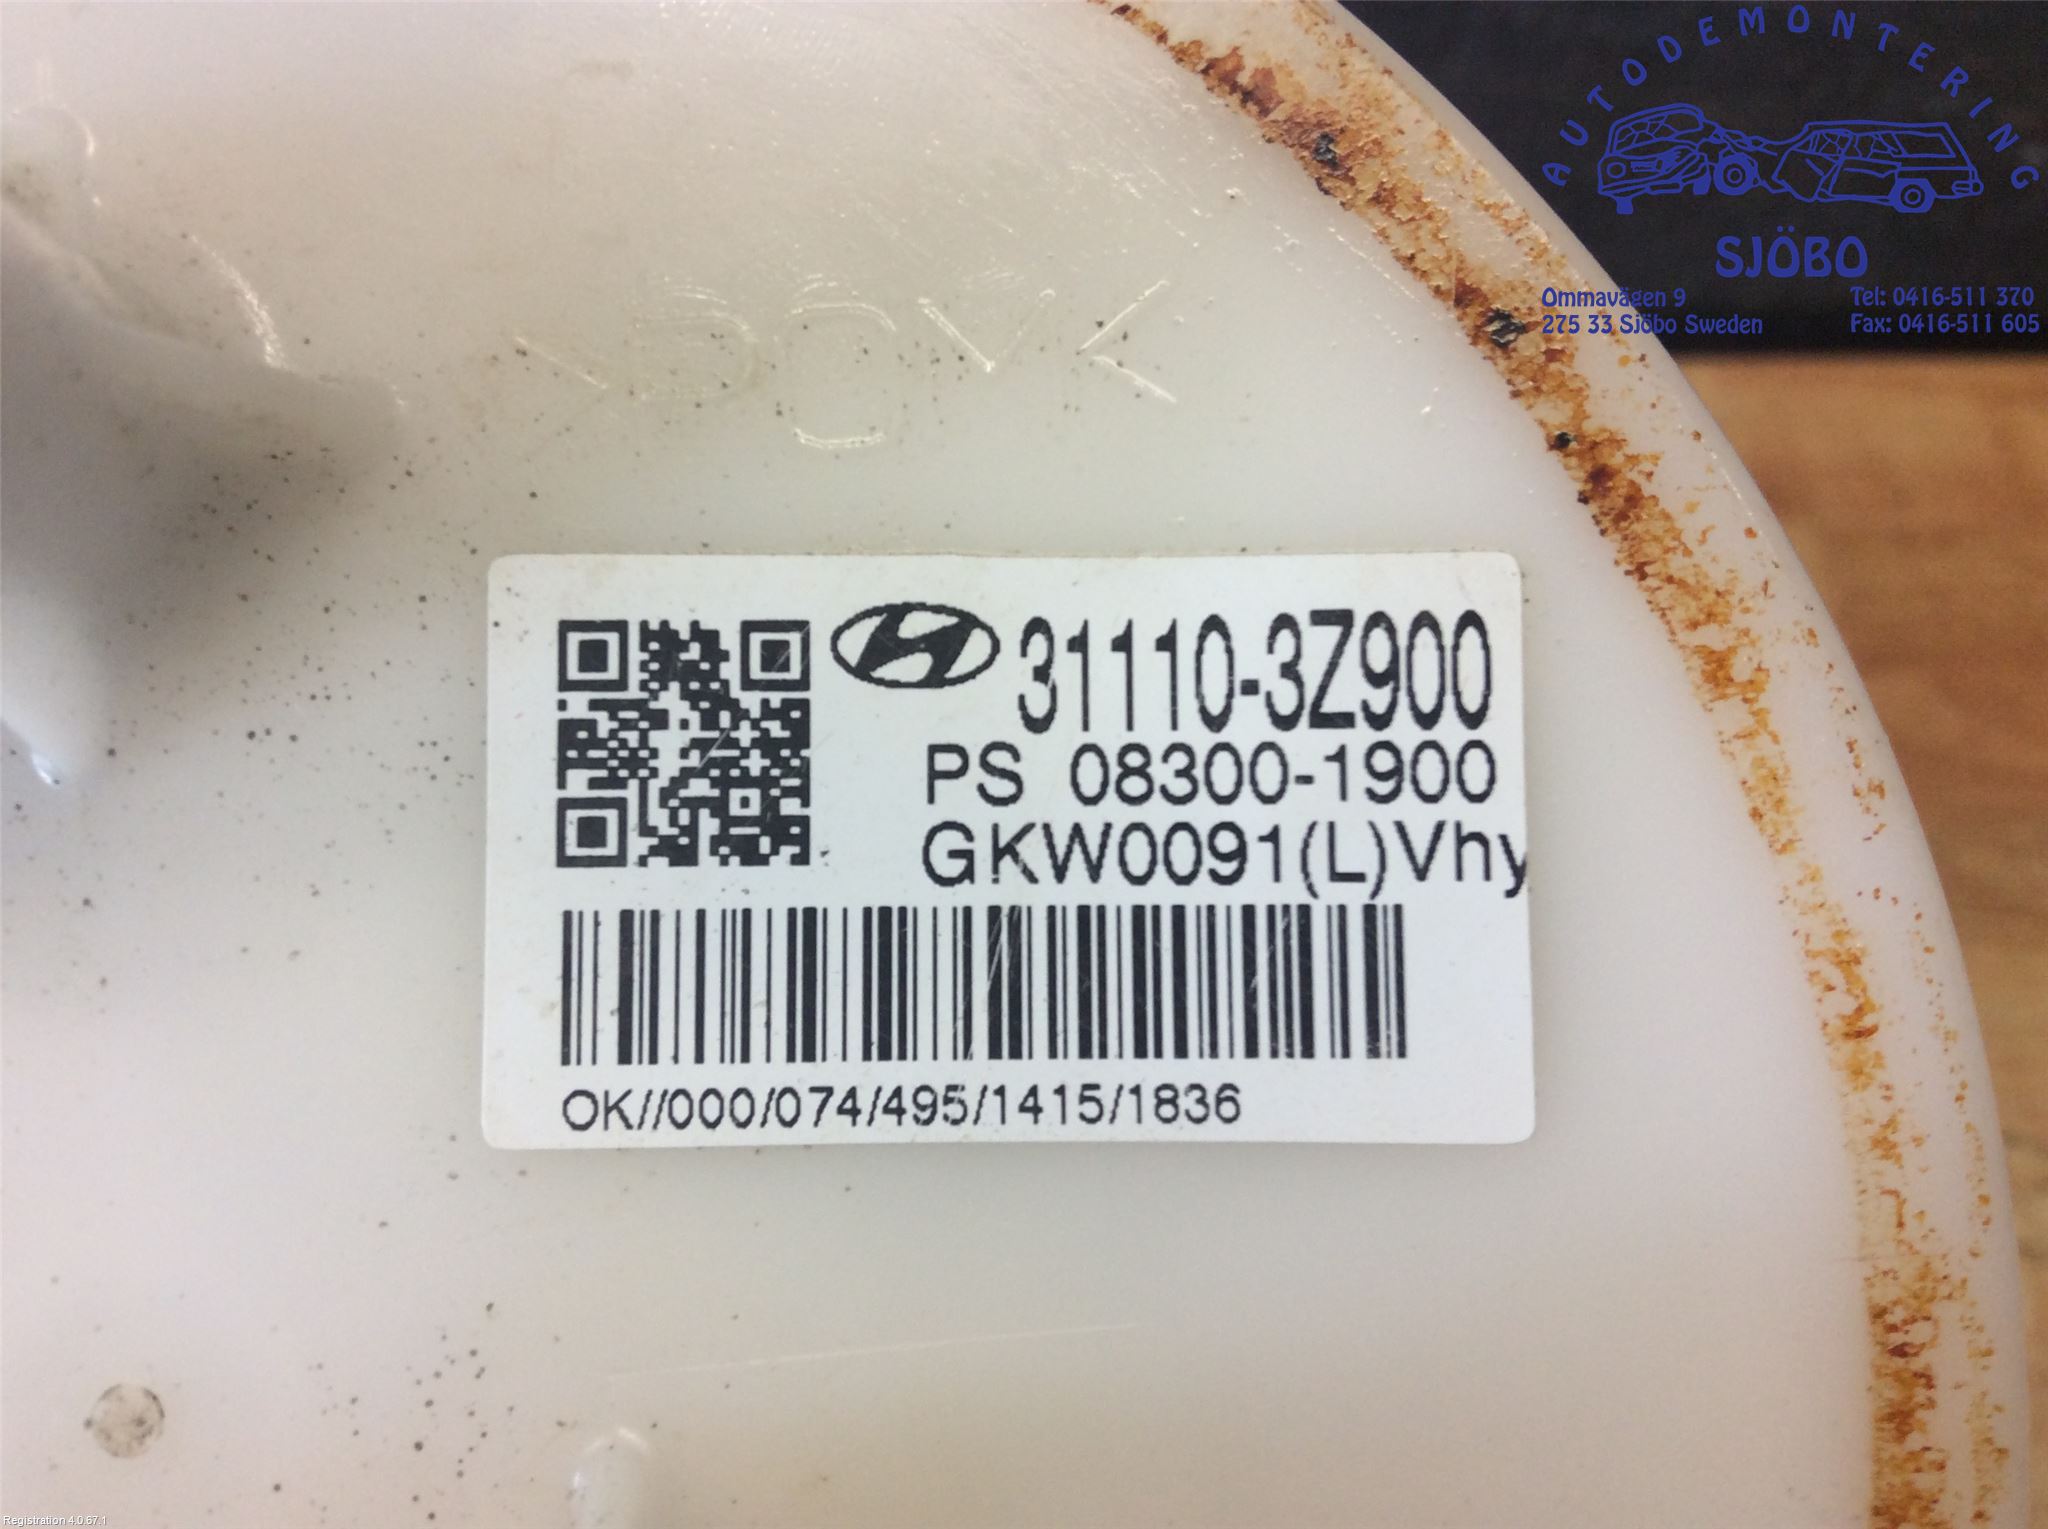 AUTODEMONTERING
SJÖBO
Ommavägen 9
Tel: 0416-511 370
275 33 Sjöbo Sweden
Fax: 0416-511 605
>POM<
31110-3Z900
PS 08300-1900
GKW0091(L)Vhy
OK//000/074/495/1415/1836
Registration 4.0.67.1